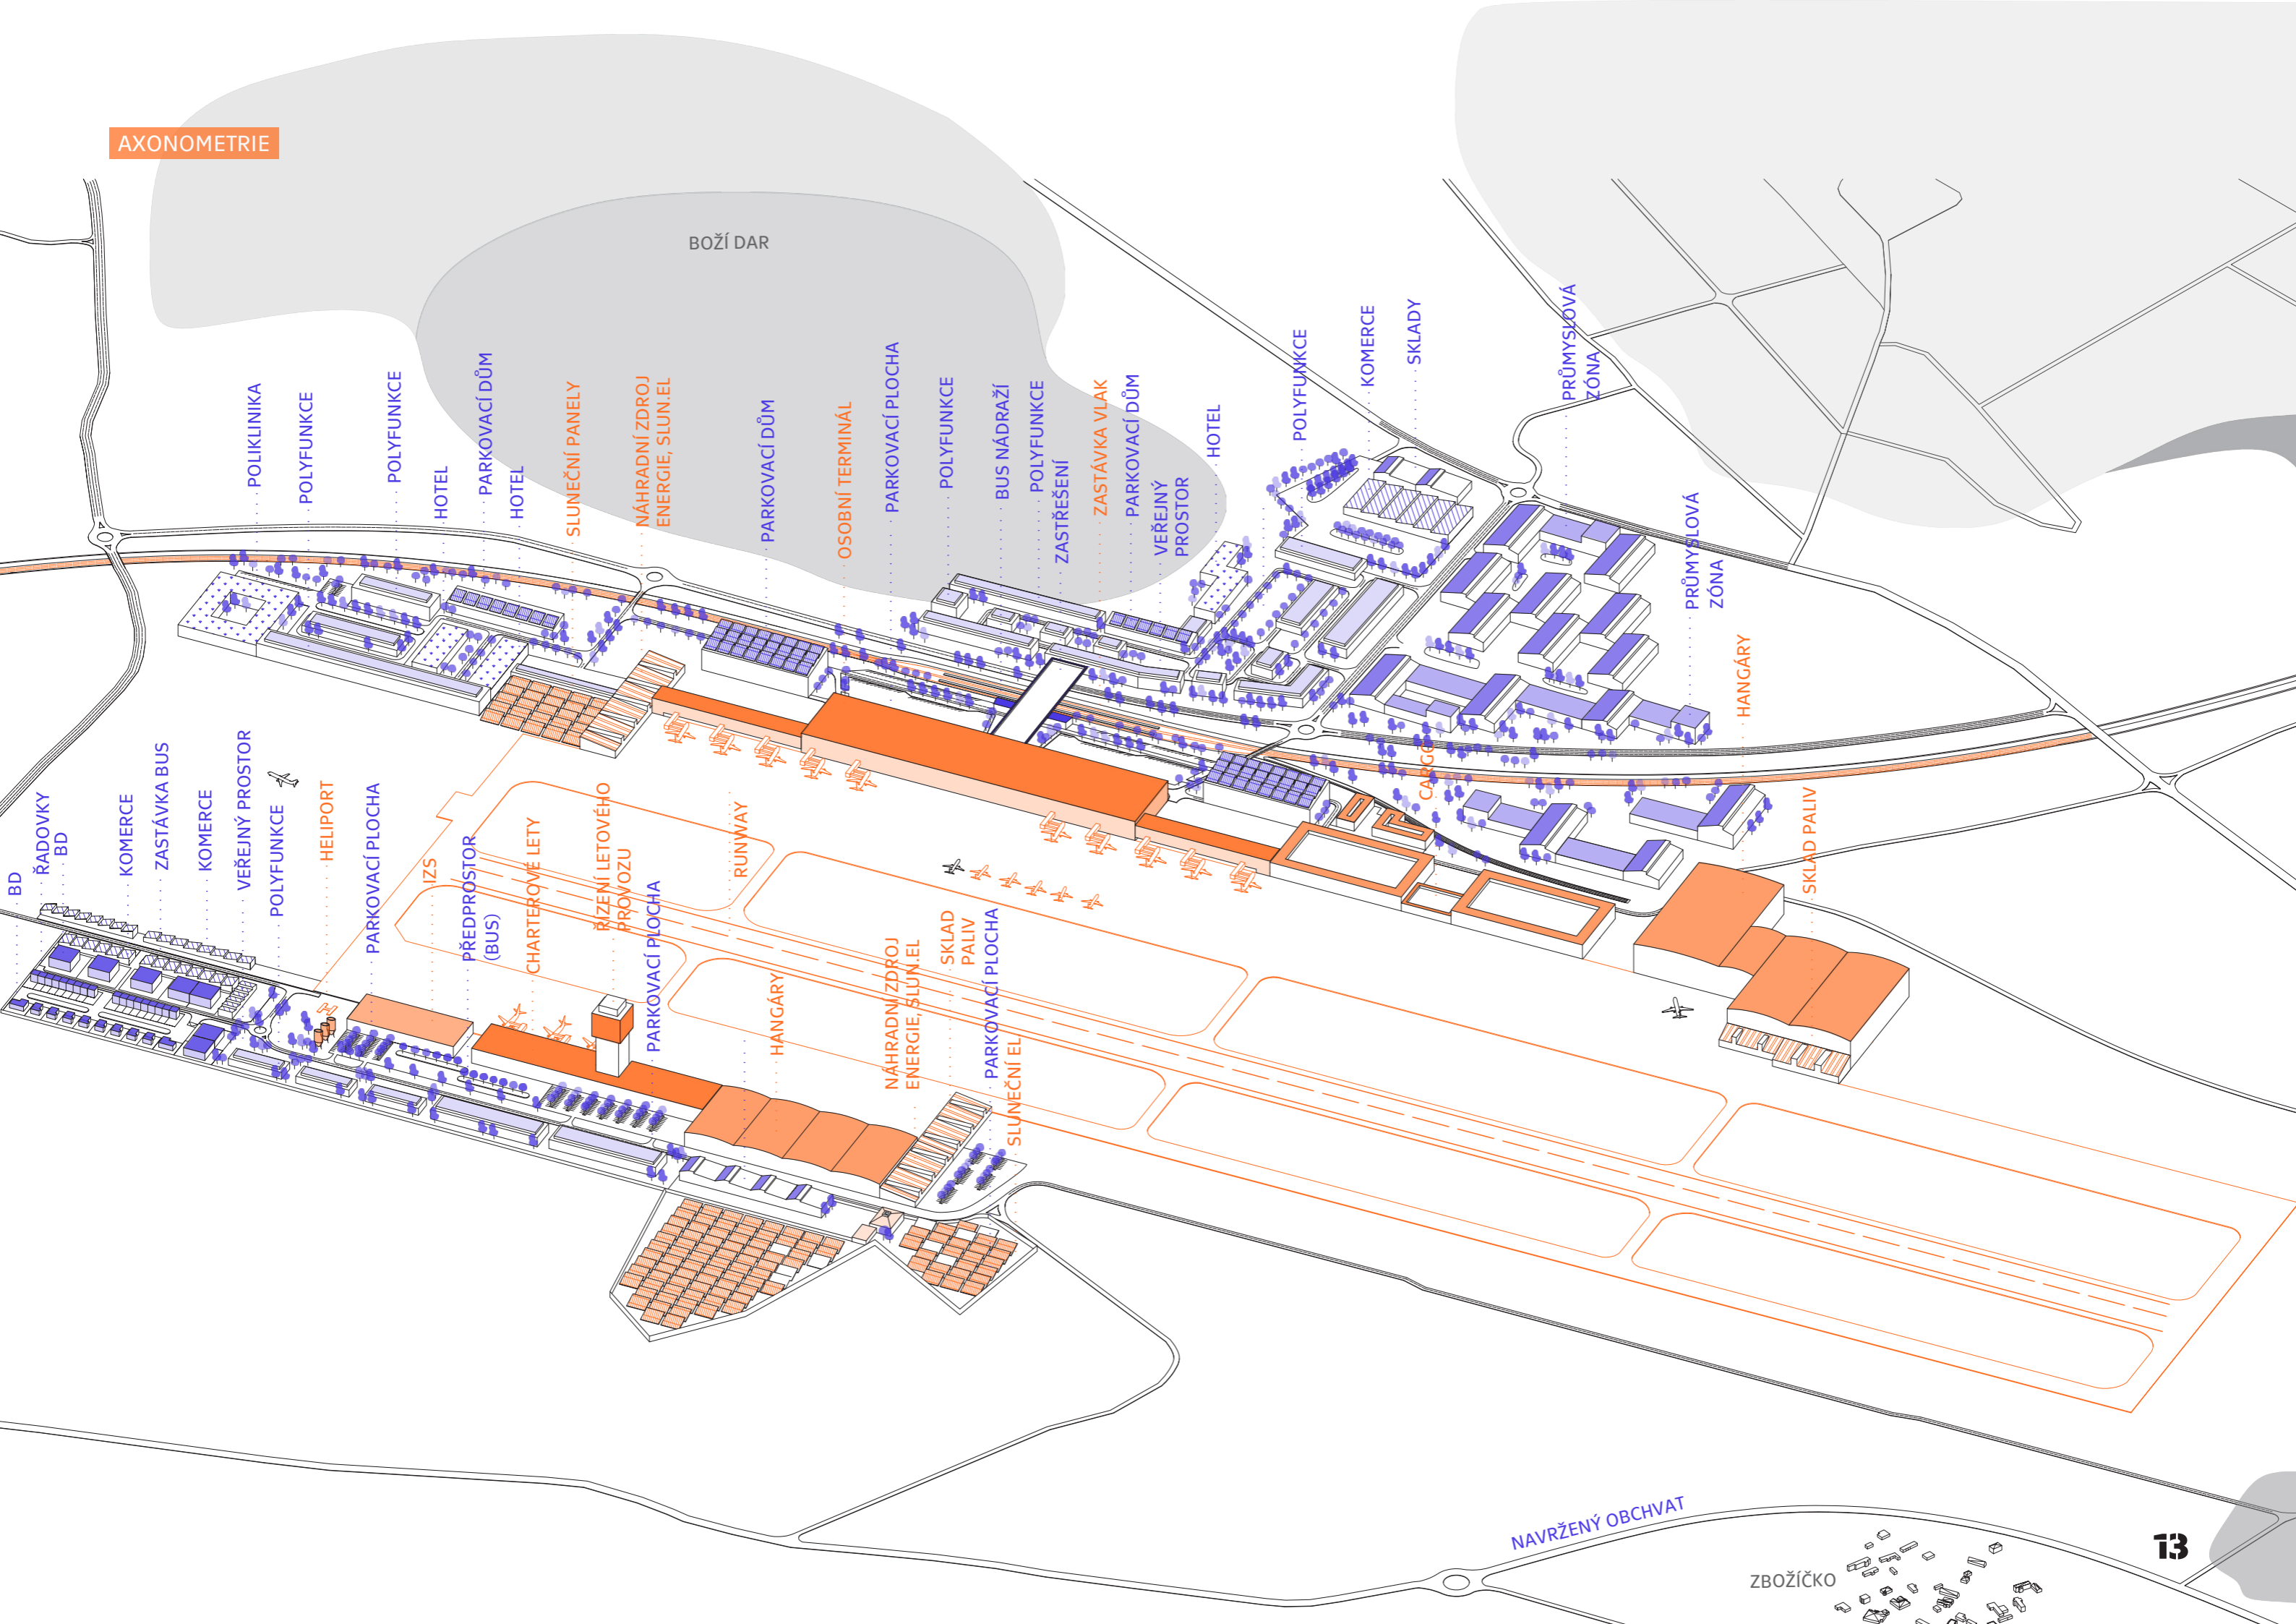 AXONOMETRIE
BOŽÍ DAR
POLIKLINIKA
POLYFUNKCE
POLYFUNKCE
HOTEL
PARKOVACÍ DŮM
HOTEL
SLUNEČNÍ PANELY
NÁHRADNÍ ZDROJ
ENERGIE, SLUN.EL
PARKOVACÍ DŮM
OSOBNÍ TERMINÁL
PARKOVACÍ PLOCHA
POLYFUNKCE
BUS NÁDRAŽÍ
POLYFUNKCE
ZASTŘEŠENÍ
ZASTÁVKA VLAK
PARKOVACÍ DŮM
VEŘEJNÝ
PROSTOR
HOTEL
POLYFUNKCE
KOMERCE
SKLADY
PRŮMYSLOVÁ
ZÓNA
PRŮMYSLOVÁ
ZÓNA
HANGÁRY
CARGO
SKLAD PALIV
BD
ŘADOVKY
BD
KOMERCE
ZASTÁVKA BUS
KOMERCE
VEŘEJNÝ PROSTOR
POLYFUNKCE
HELIPORT
PARKOVACÍ PLOCHA
IZS
PŘEDPROSTOR
(BUS)
CHARTEROVÉ LETY
ŘÍZENÍ LETOVÉHO
PROVOZU
PARKOVACÍ PLOCHA
RUNWAY
HANGÁRY
NÁHRADNÍ ZDROJ
ENERGIE, SLUN.EL
SKLAD
PALIV
PARKOVACÍ PLOCHA
SLUNEČNÍ EL.
NAVRŽENÝ OBCHVAT
ZBOŽÍČKO
13